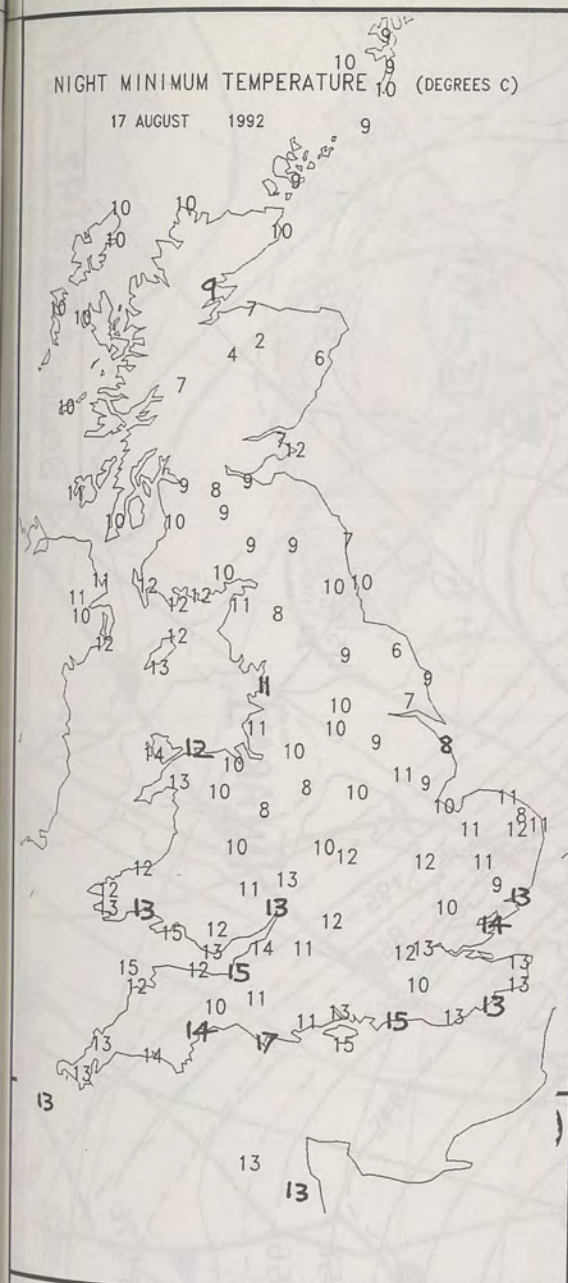 9
10 9
NIGHT MINIMUM TEMPERATURE 10 (DEGREES C)
17 AUGUST 1992 9
9
10 10
10 10
9
10 10 7
2
4 6
7
10
7
12
11 9 8 9
10 10 9
9 9 7
10 10 10
11 12 12 11
11 12
10 8
12 12
13 9 6
9
11 7
10
11 10
14 12 9 8
10 10
13 11 9
10 8 10 10 11
8 8
11 12 11
10 10 12 12 11
12 13
12 11 9
13 13 13 10 13
14
15 12 12
13 14 11 12 13
15 12 15 13
12 10 13
10 11
14 11 13 15 13 13
13 17 15
13 14
13
13
13